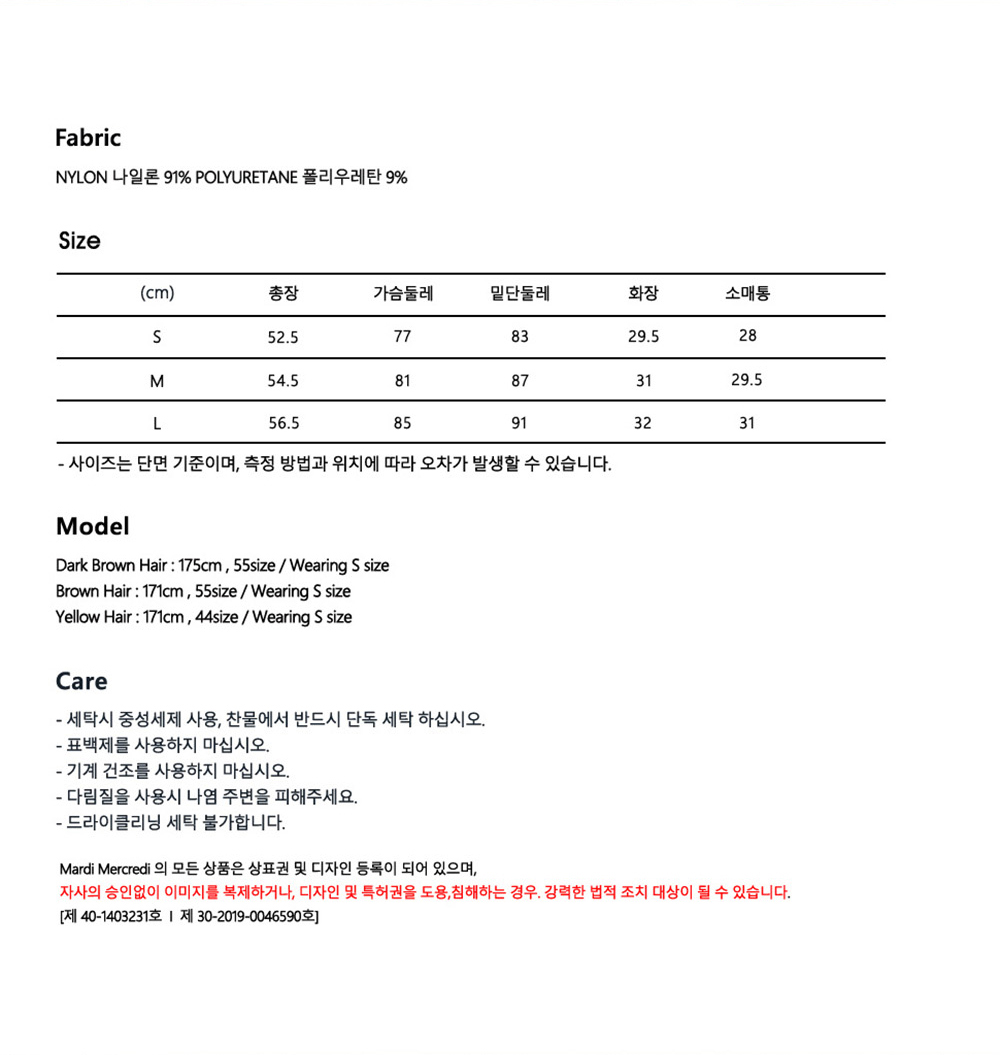 Fabric
NYLON 나일론 91% POLYURETANE 폴리우레탄 9%
Size
(cm) 총장 가슴둘레 밑단둘레 화장 소매통
S 52.5 77 83 29.5 28
M 54.5 81 87 31 29.5
L 56.5 85 91 32 31
- 사이즈는 단면 기준이며, 측정 방법과 위치에 따라 오차가 발생할 수 있습니다.
Model
Dark Brown Hair : 175cm , 55size / Wearing S size
Brown Hair : 171cm , 55size / Wearing S size
Yellow Hair : 171cm , 44size / Wearing S size
Care
- 세탁시 중성세제 사용, 찬물에서 반드시 단독 세탁 하십시오.
- 표백제를 사용하지 마십시오.
- 기계 건조를 사용하지 마십시오.
- 다림질을 사용시 나염 주변을 피해주세요.
- 드라이클리닝 세탁 불가합니다.
Mardi Mercredi 의 모든 상품은 상표권 및 디자인 등록이 되어 있으며,
자사의 승인없이 이미지를 복제하거나, 디자인 및 특허권을 도용,침해하는 경우. 강력한 법적 조치 대상이 될 수 있습니다.
[제 40-1403231호 I 제 30-2019-0046590호]